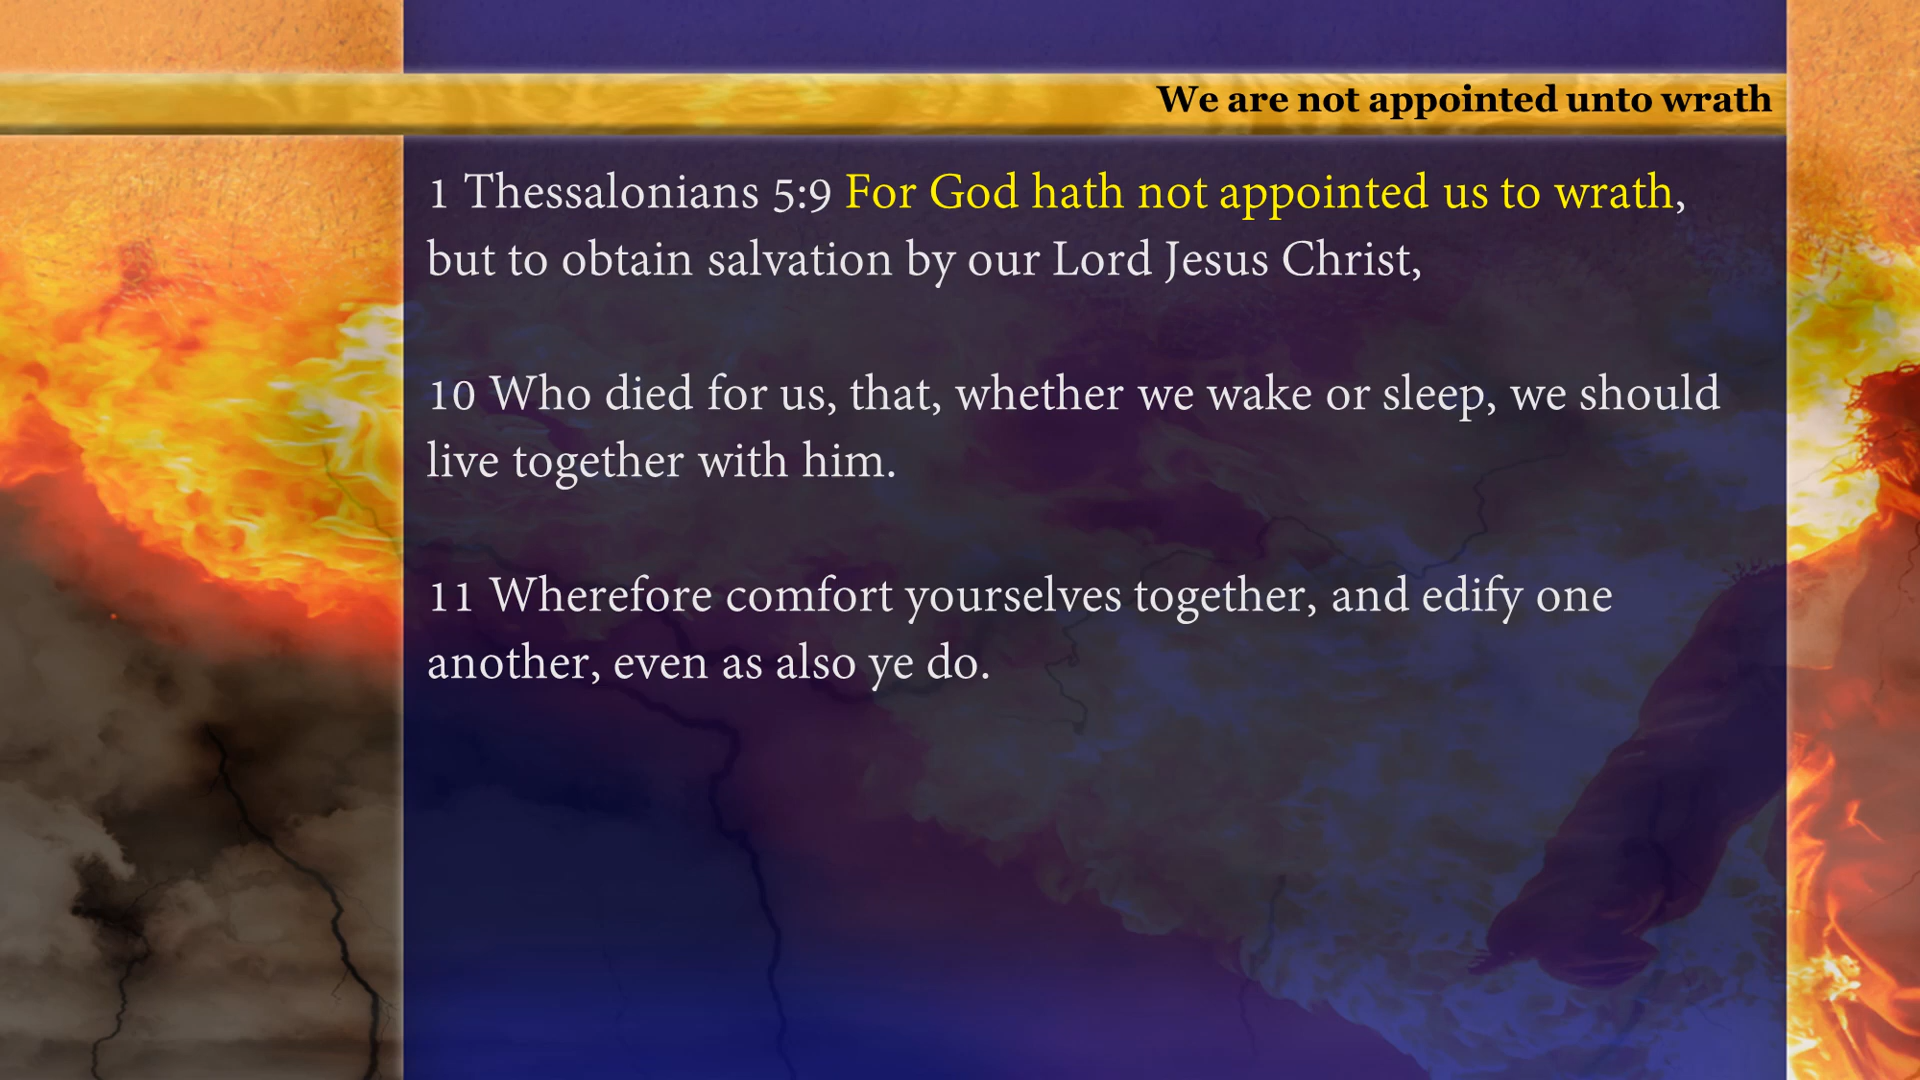 We are not appointed unto wrath
1 Thessalonians 5:9 For God hath not appointed us to wrath,
but to obtain salvation by our Lord Jesus Christ,
10 Who died for us, that, whether we wake or sleep, we should
live together with him.
11 Wherefore comfort yourselves together, and edify one
another, even as also ye do.